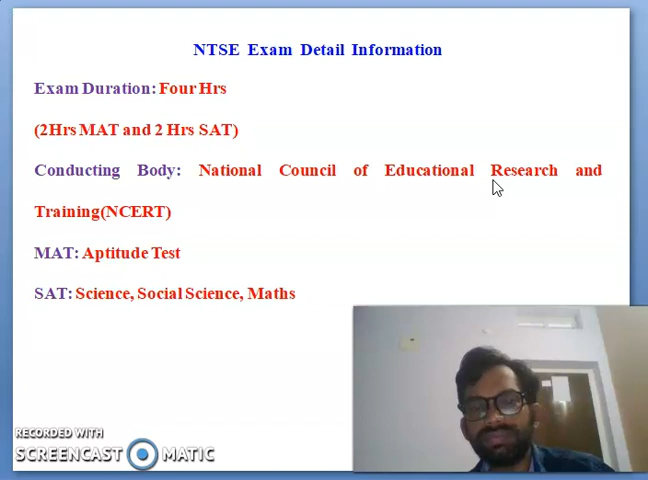 NTSE Exam Detail Information
Exam Duration: Four Hrs
(2Hrs MAT and 2 Hrs SAT)
Conducting Body: National Council of Educational Research and
Training(NCERT)
MAT: Aptitude Test
SAT: Science, Social Science, Maths
RECORDED WITH
SCREENCAST MATIC